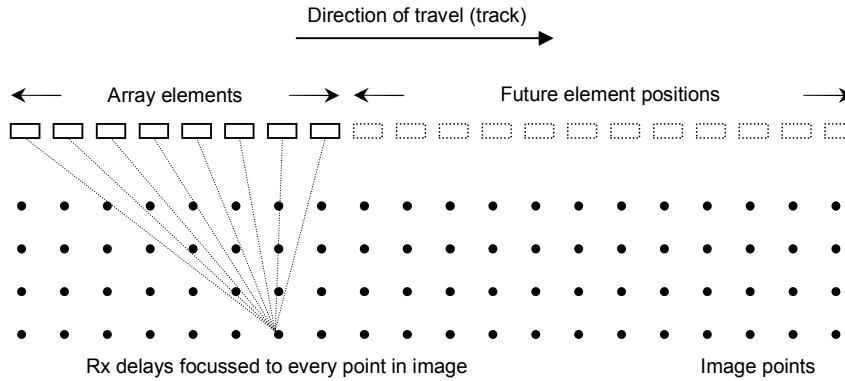 Direction of travel (track)
Array elements
Future element positions
Rx delays focussed to every point in image
Image points